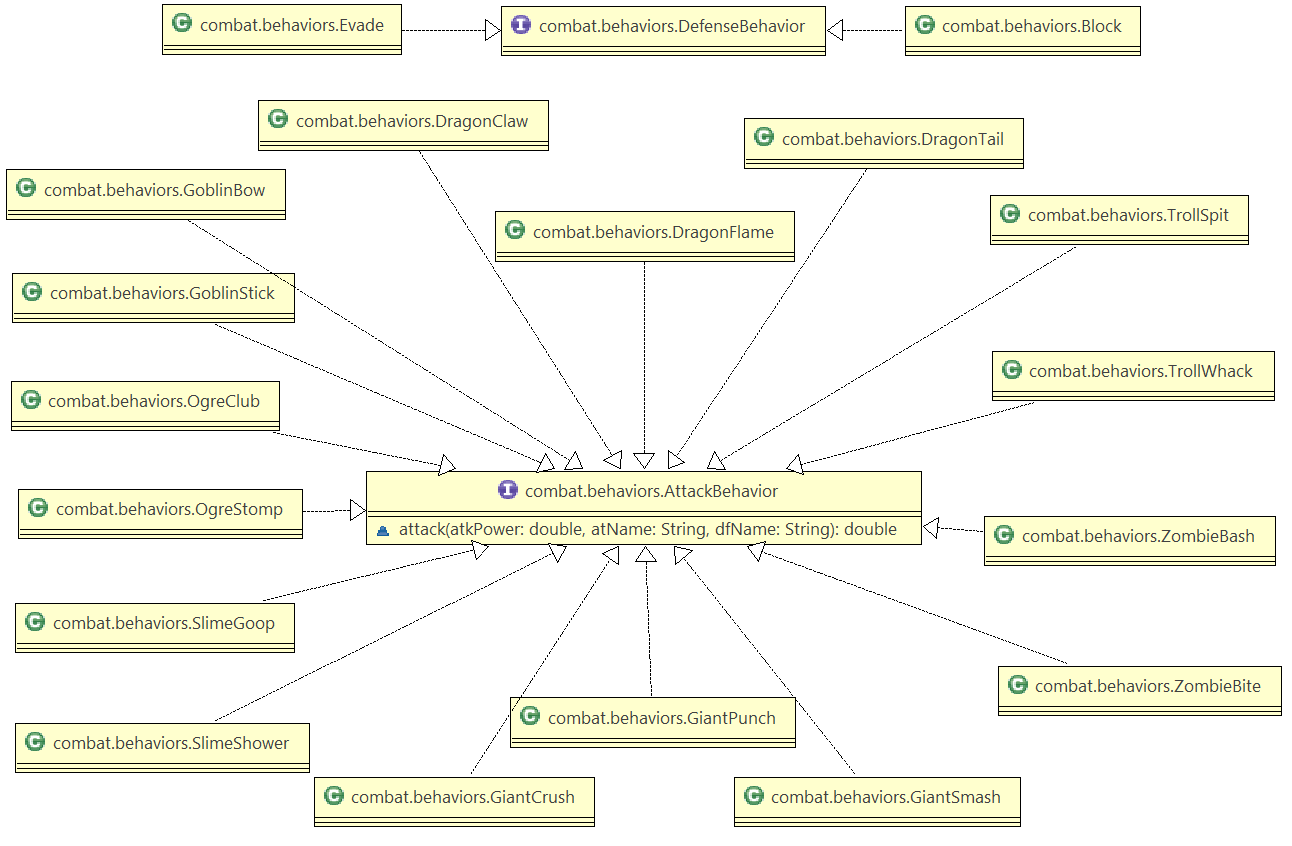 combat.behaviors.Evade
combat.behaviors.DefenseBehavior
combat.behaviors.Block
combat.behaviors.DragonClaw
combat.behaviors.DragonTail
combat.behaviors.GoblinBow
combat.behaviors.TrollSpit
combat.behaviors.DragonFlame
combat.behaviors.GoblinStick
combat.behaviors.TrollWhack
combat.behaviors.OgreClub
combat.behaviors.AttackBehavior
attack(atkPower: double, atName: String, dfName: String): double
combat.behaviors.OgreStomp
combat.behaviors.ZombieBash
combat.behaviors.SlimeGoop
combat.behaviors.ZombieBite
combat.behaviors.GiantPunch
combat.behaviors.SlimeShower
combat.behaviors.GiantCrush
combat.behaviors.GiantSmash